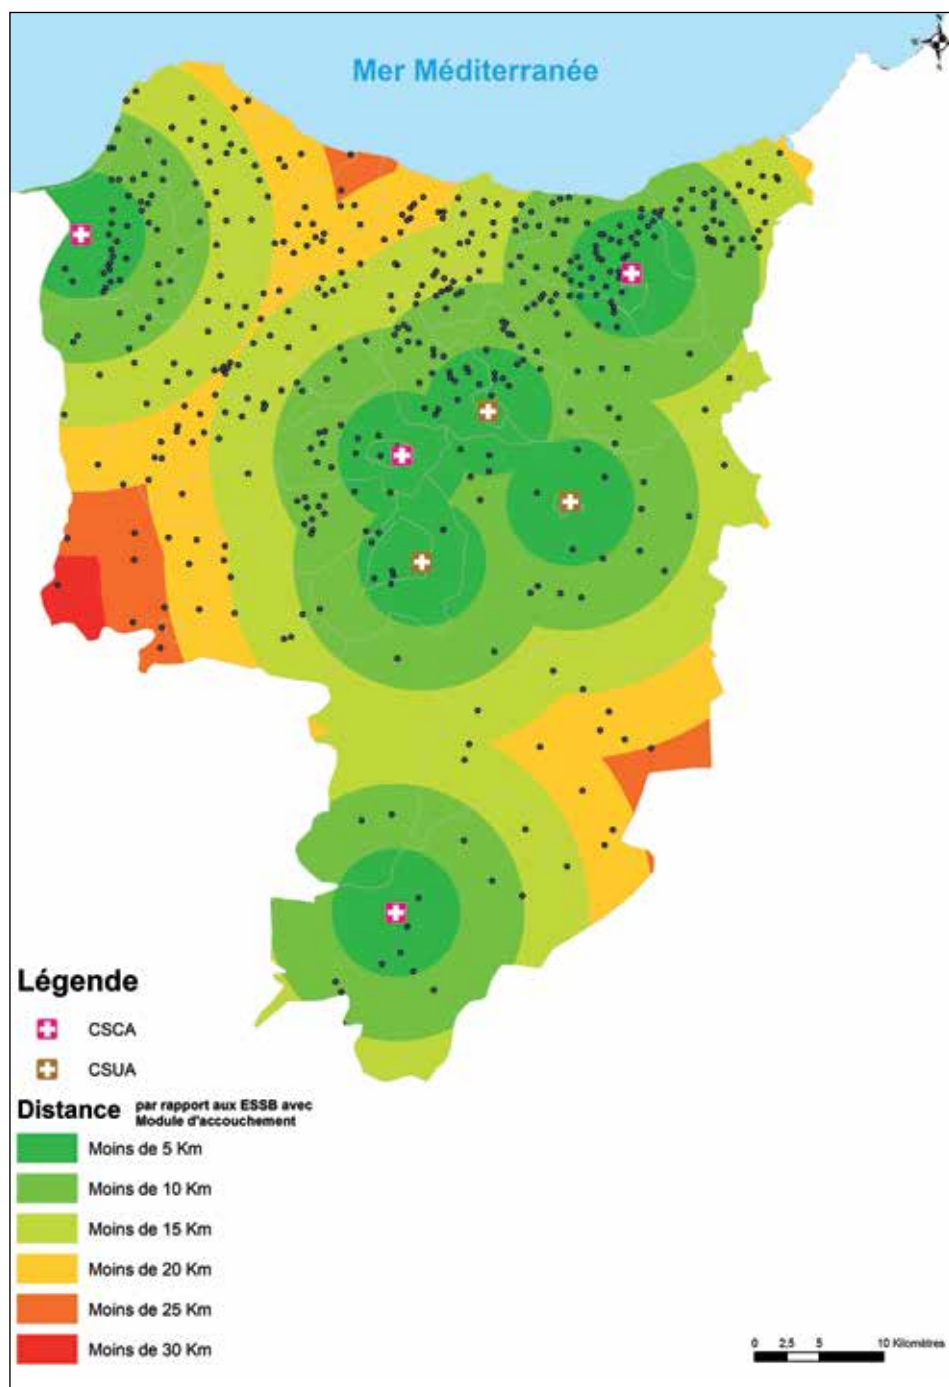 Mer Méditerranée
Légende
CSCA
CSUA
Distance par rapport aux ESSB avec
Module d'accouchement
Moins de 5 Km
Moins de 10 Km
Moins de 15 Km
Moins de 20 Km
Moins de 25 Km
Moins de 30 Km
0 2,5 5 10 Kilomètres